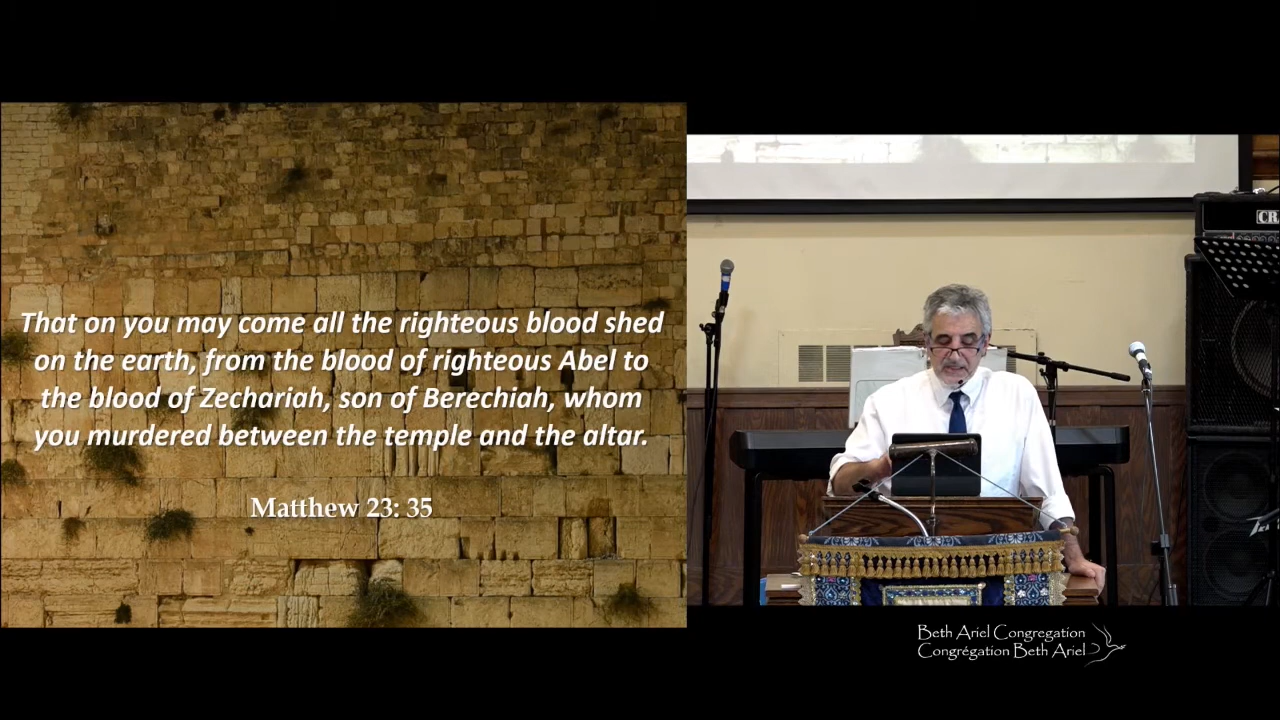 That on you may come all the righteous blood shed
on the earth, from the blood of righteous Abel to
the blood of Zechariah, son of Berechiah, whom
you murdered between the temple and the altar.
Matthew 23: 35
Beth Ariel Congregation
Congrégation Beth Ariel